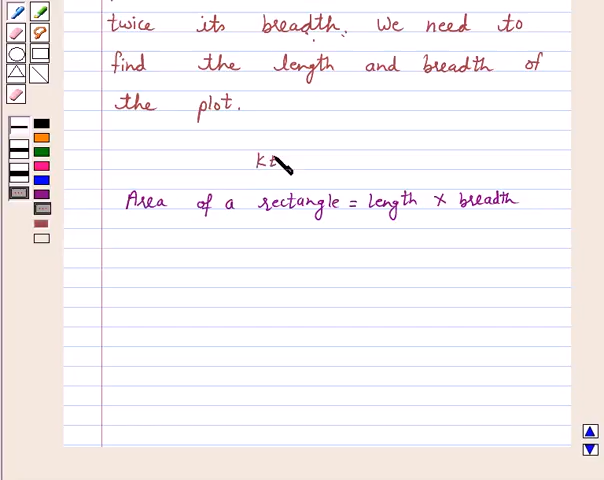 twice its breadth. We need to
find the length and breadth of
the plot.
Kt
Area of a rectangle = length × breadth